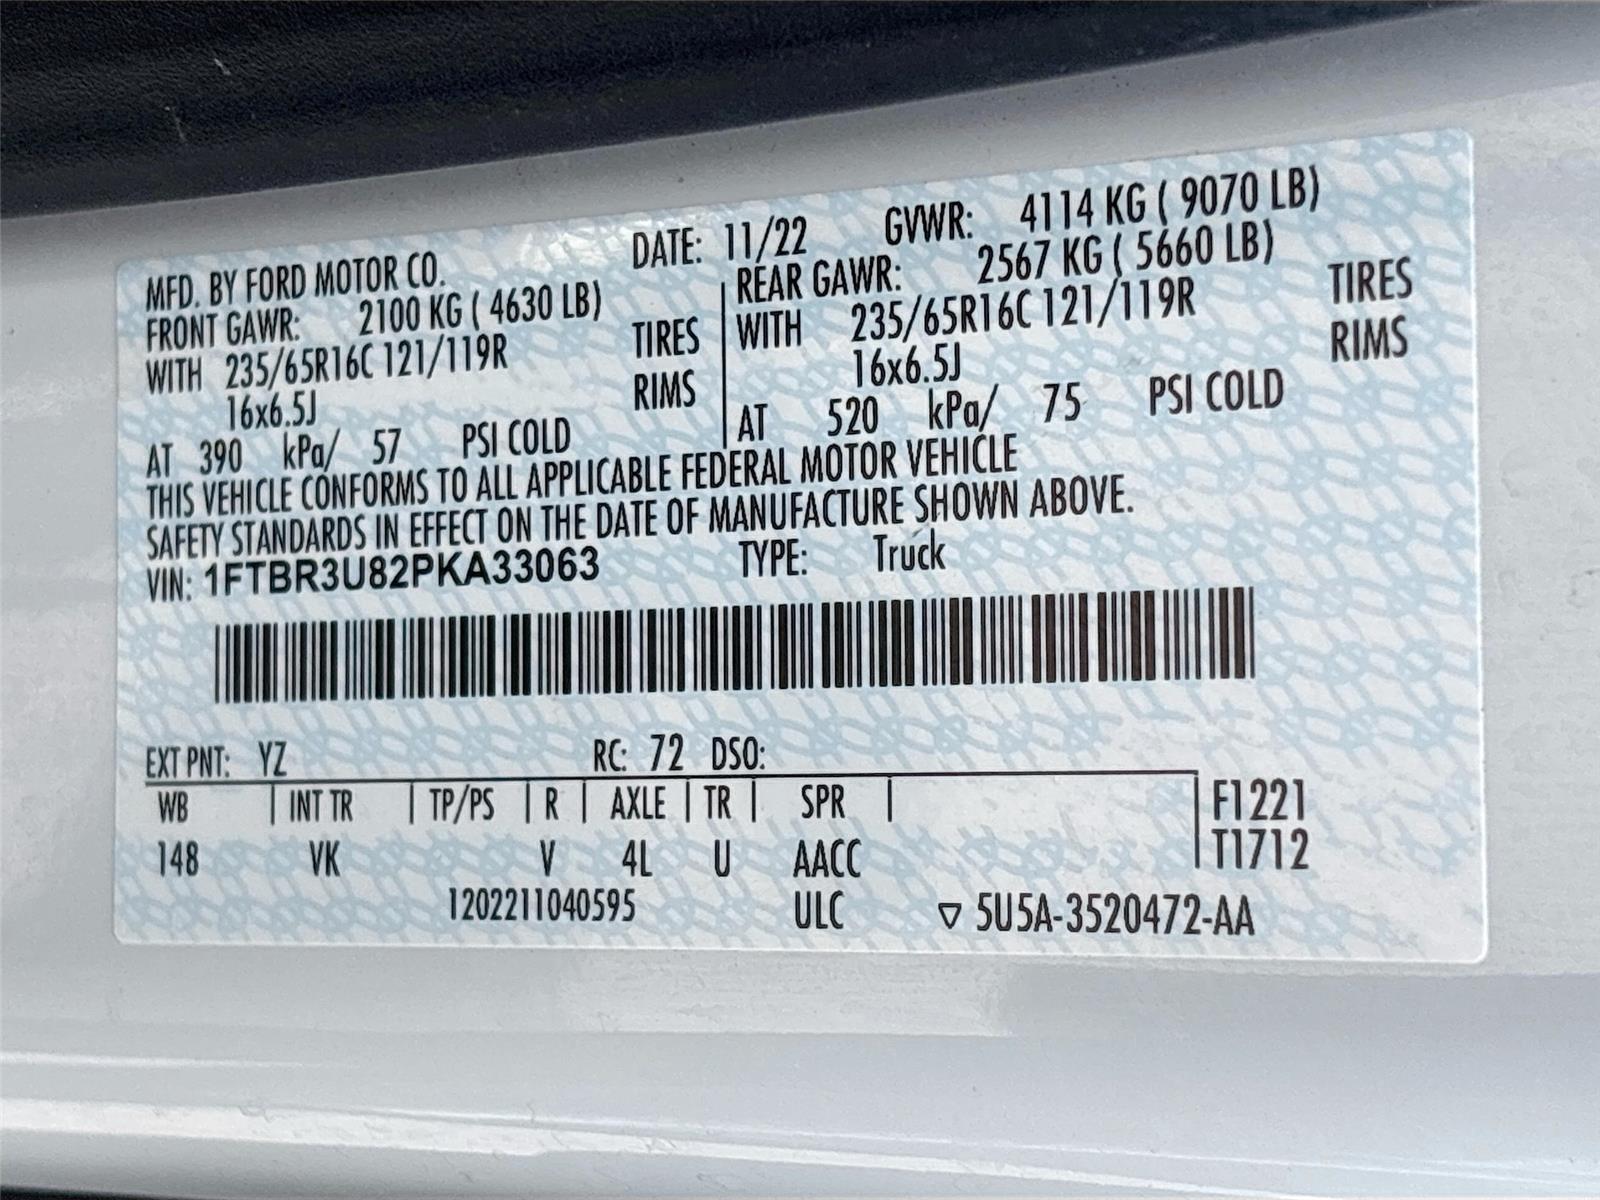 MFD. BY FORD MOTOR CO. DATE: 11/22 GVWR: 4114 KG ( 9070 LB)
FRONT GAWR: 2100 KG ( 4630 LB) REAR GAWR: 2567 KG ( 5660 LB)
WITH 235/65R16C 121/119R TIRES WITH 235/65R16C 121/119R TIRES
16x6.5J RIMS 16x6.5J RIMS
AT 390 kPa/ 57 PSI COLD AT 520 kPa/ 75 PSI COLD
THIS VEHICLE CONFORMS TO ALL APPLICABLE FEDERAL MOTOR VEHICLE
SAFETY STANDARDS IN EFFECT ON THE DATE OF MANUFACTURE SHOWN ABOVE.
VIN: 1FTBR3U82PKA33063 TYPE: Truck
EXT PNT: YZ RC: 72 DSO:
WB | INT TR | TP/PS | R | AXLE | TR | SPR | F1221
148 VK V 4L U AACC T1712
1202211040595 ULC ▽ 5U5A-3520472-AA